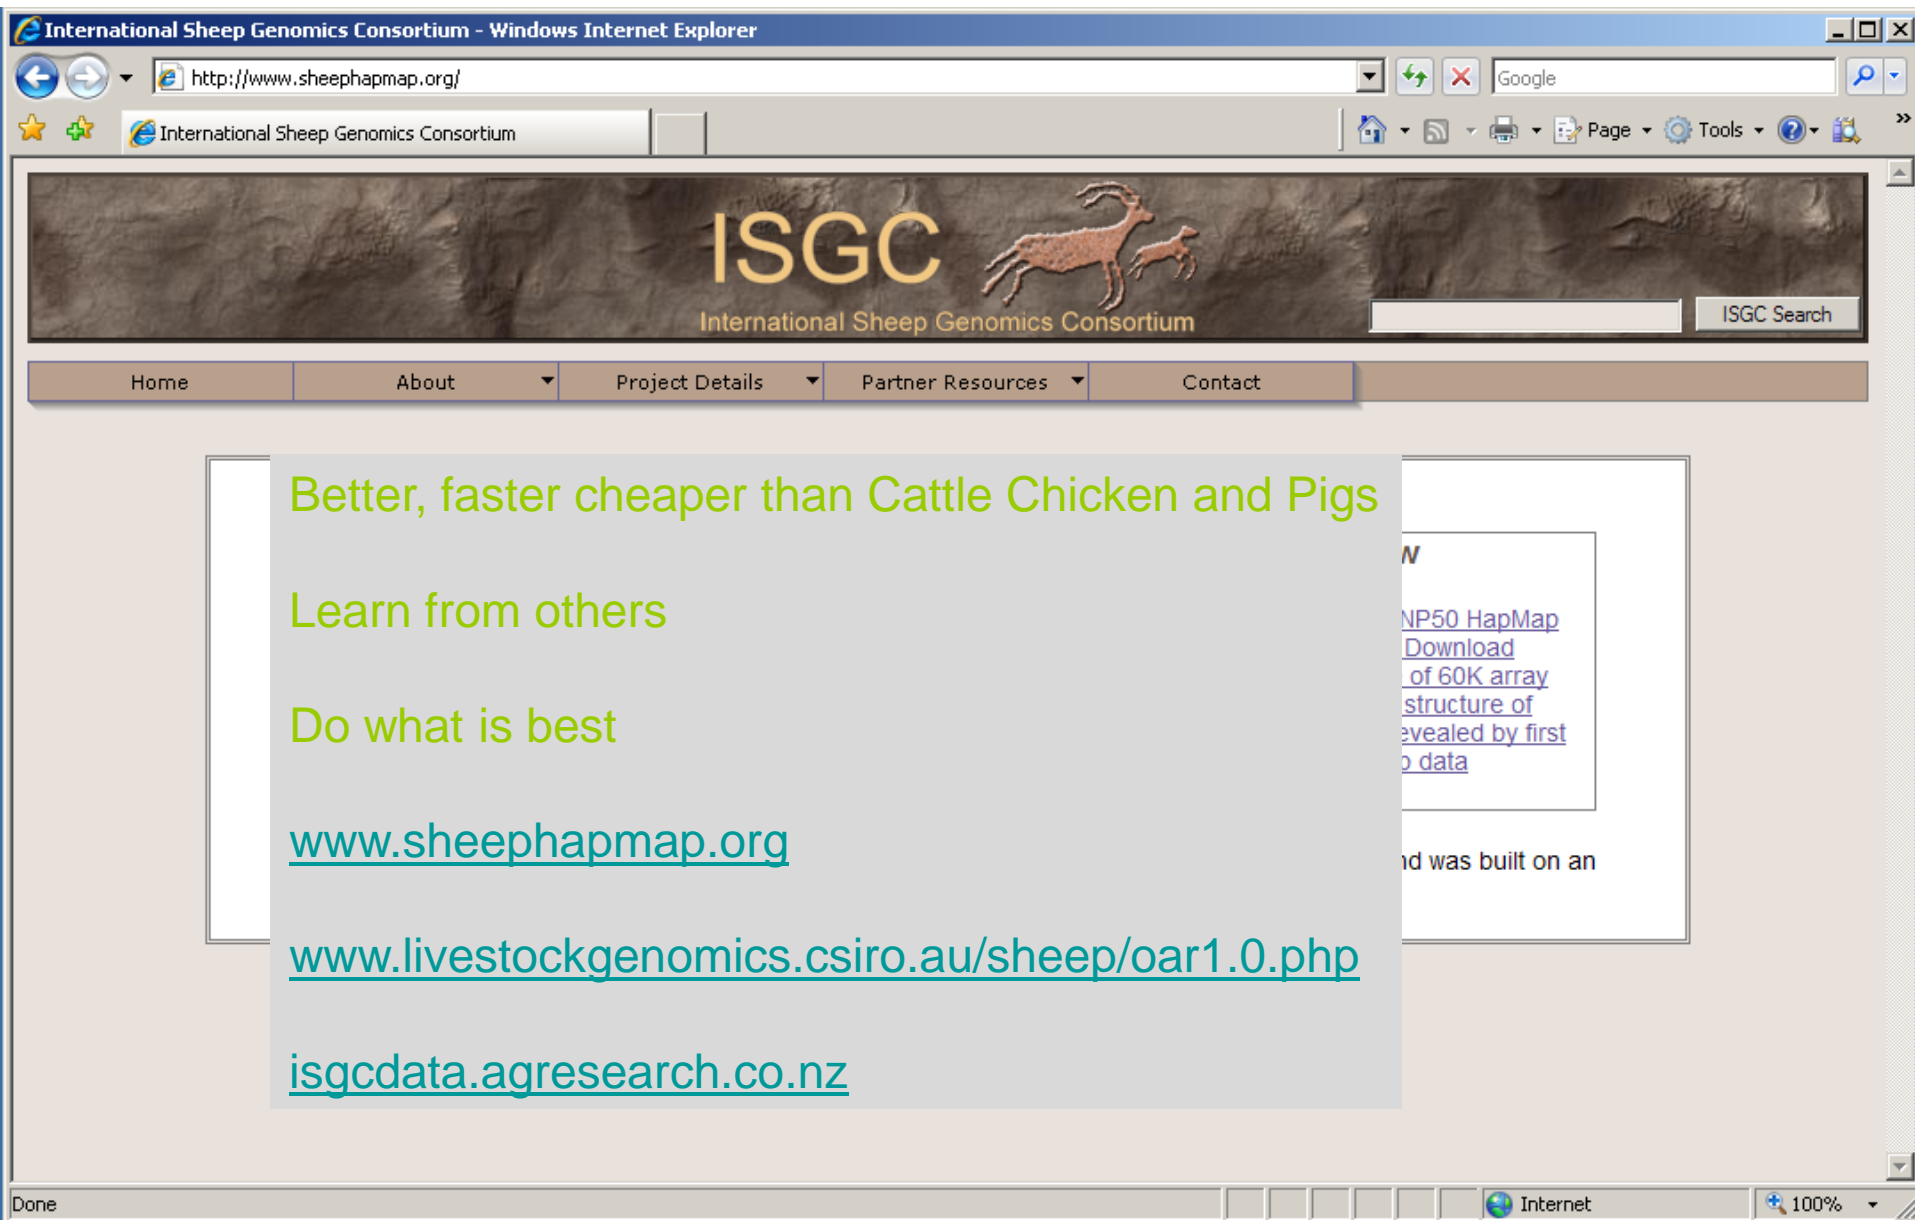 International Sheep Genomics Consortium - Windows Internet Explorer
http://www.sheephapmap.org/
Google
International Sheep Genomics Consortium
Page
Tools
ISGC
International Sheep Genomics Consortium
ISGC Search
Home
About
Project Details
Partner Resources
Contact
Better, faster cheaper than Cattle Chicken and Pigs
Learn from others
Do what is best
www.sheephapmap.org
www.livestockgenomics.csiro.au/sheep/oar1.0.php
isgcdata.agresearch.co.nz
HapMap
Download
of 60K array
structure of
by first
data
was built on an
Done
Internet
100%